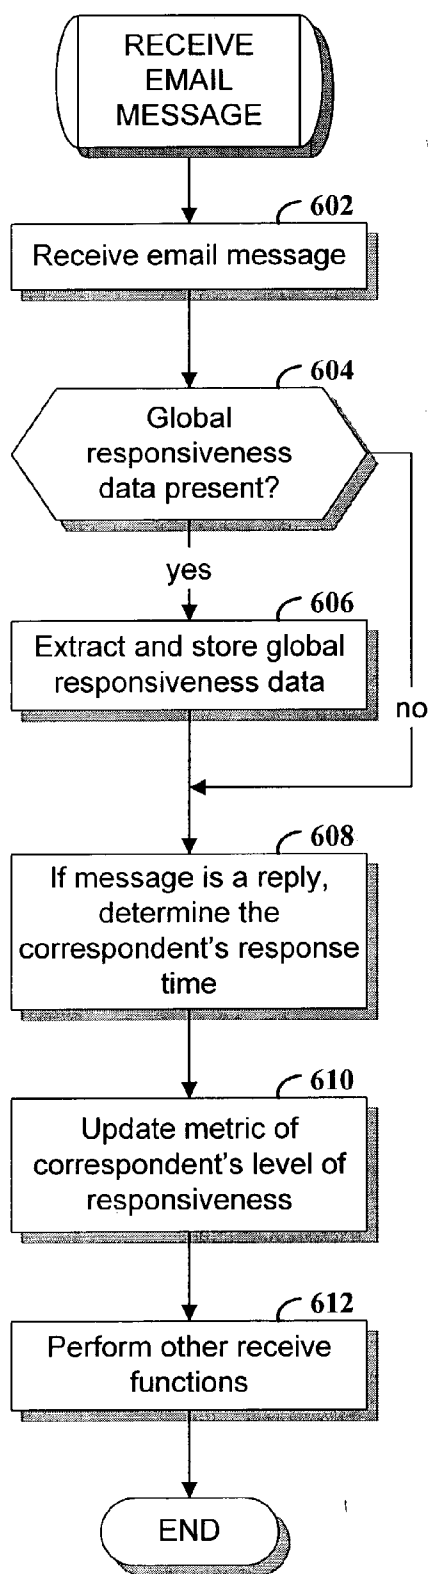 RECEIVE
EMAIL
MESSAGE
602
Receive email message
604
Global
responsiveness
data present?
yes
606
Extract and store global
responsiveness data
no
608
If message is a reply,
determine the
correspondent's response
time
610
Update metric of
correspondent's level of
responsiveness
612
Perform other receive
functions
END